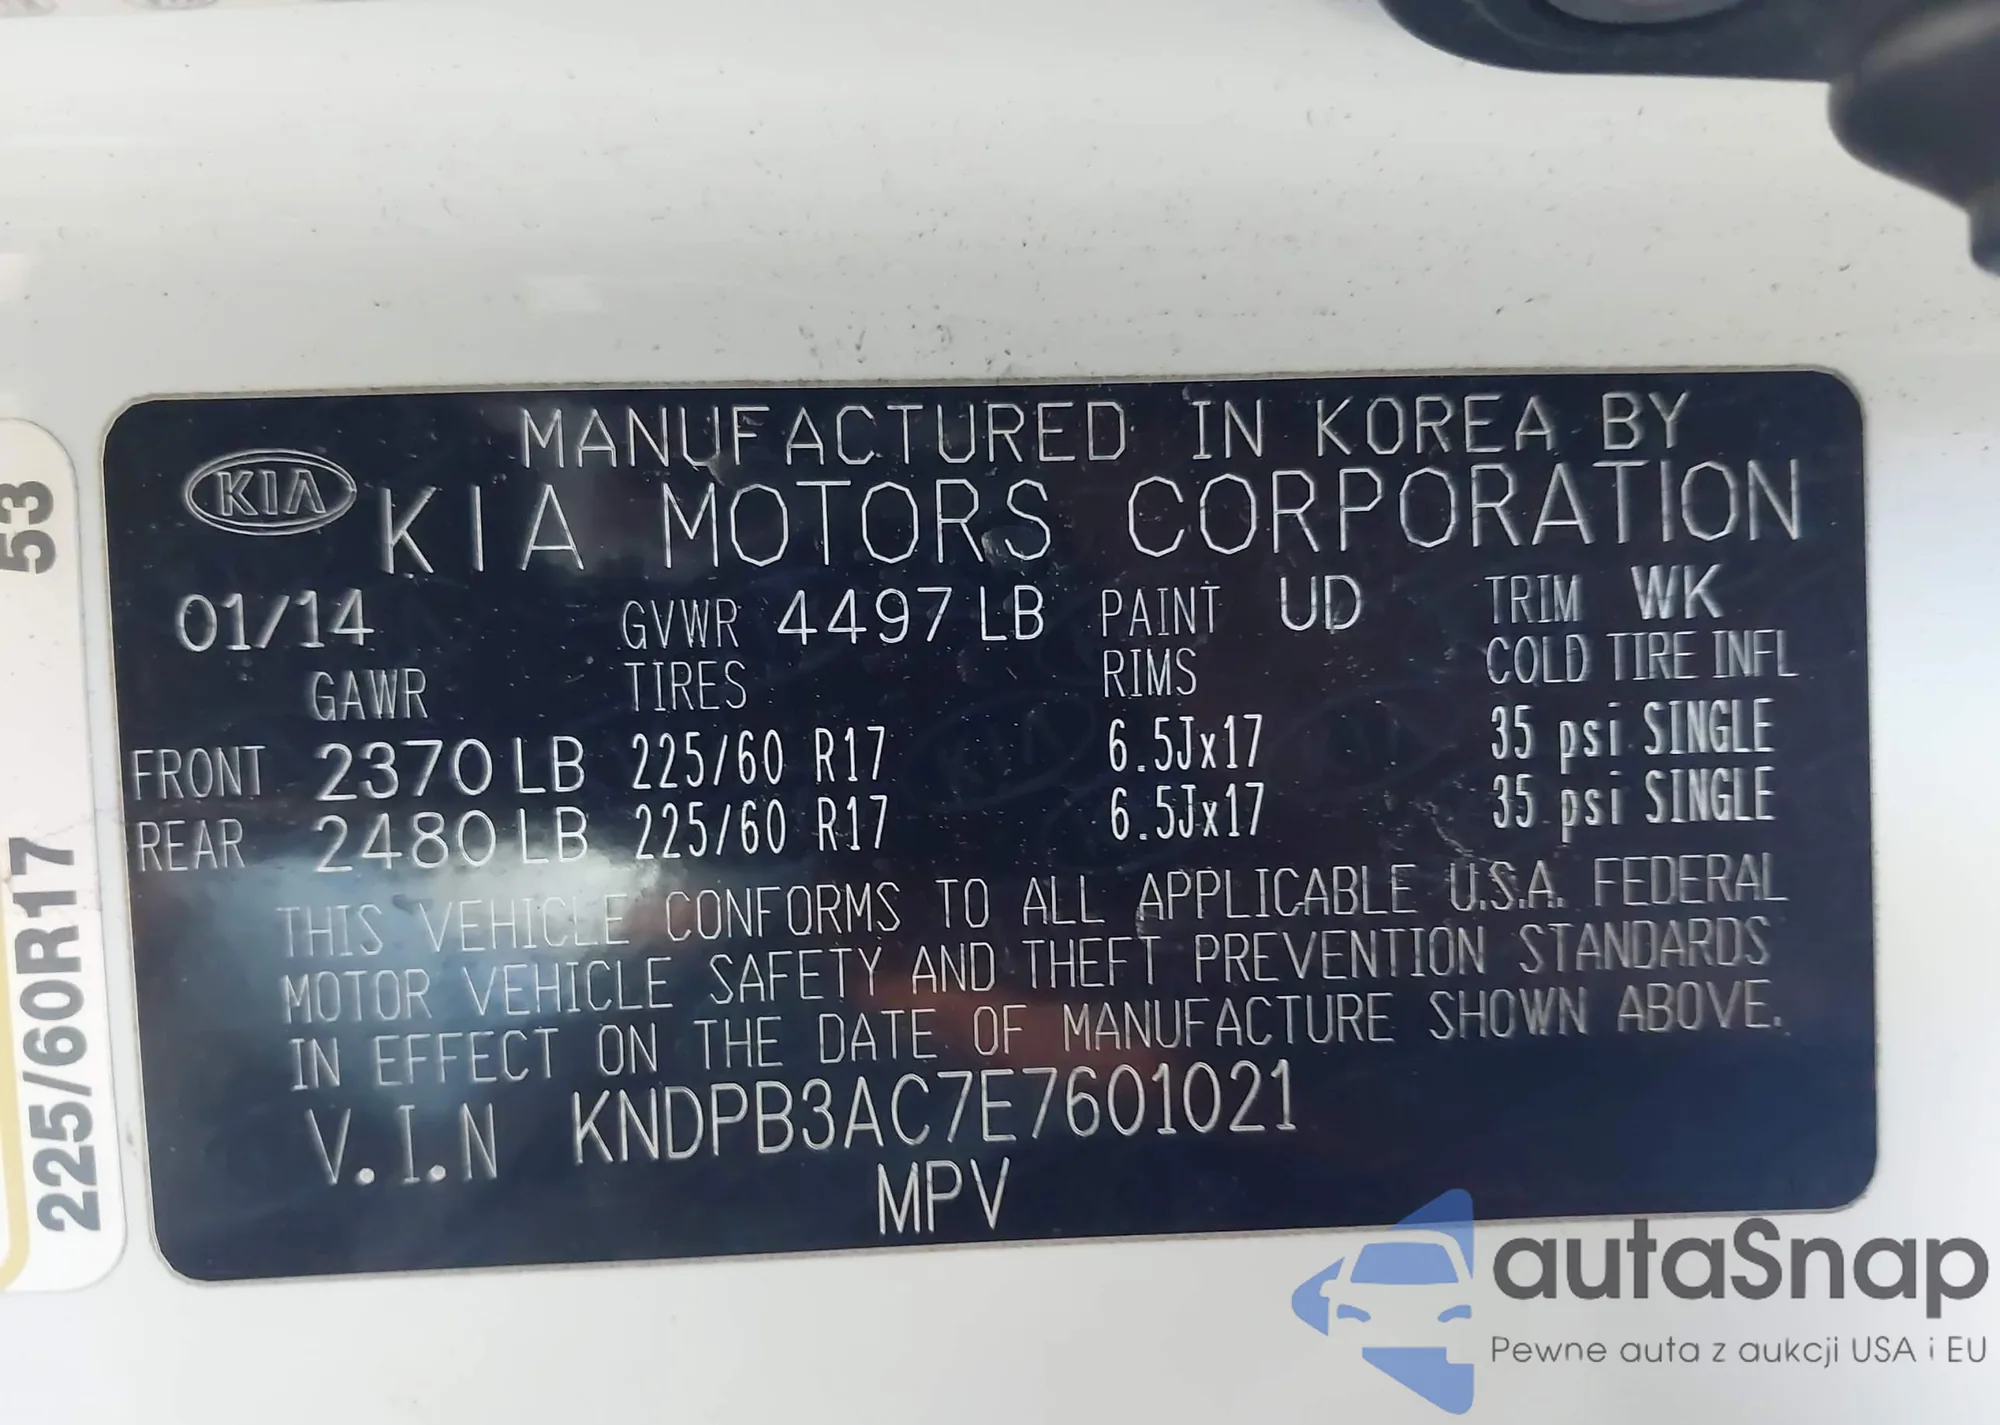 MANUFACTURED IN KOREA BY
KIA KIA MOTORS CORPORATION
01/14 GVWR 4497 LB PAINT UD TRIM WK
GAWR TIRES RIMS COLD TIRE INFL
FRONT 2370 LB 225/60 R17 6.5Jx17 35 psi SINGLE
REAR 2480 LB 225/60 R17 6.5Jx17 35 psi SINGLE
THIS VEHICLE CONFORMS TO ALL APPLICABLE U.S.A. FEDERAL
MOTOR VEHICLE SAFETY AND THEFT PREVENTION STANDARDS
IN EFFECT ON THE DATE OF MANUFACTURE SHOWN ABOVE.
V.I.N KNDPB3AC7E7601021
MPV
225/60R17 53
autaSnap
Pewne auta z aukcji USA i EU